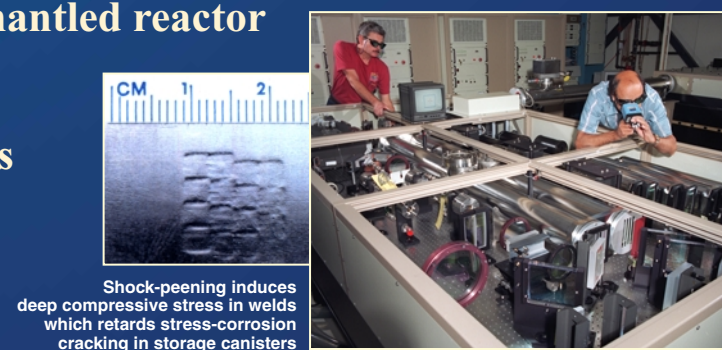 mantled reactor
s
CM 1 2
Shock-peening induces
deep compressive stress in welds
which retards stress-corrosion
cracking in storage canisters